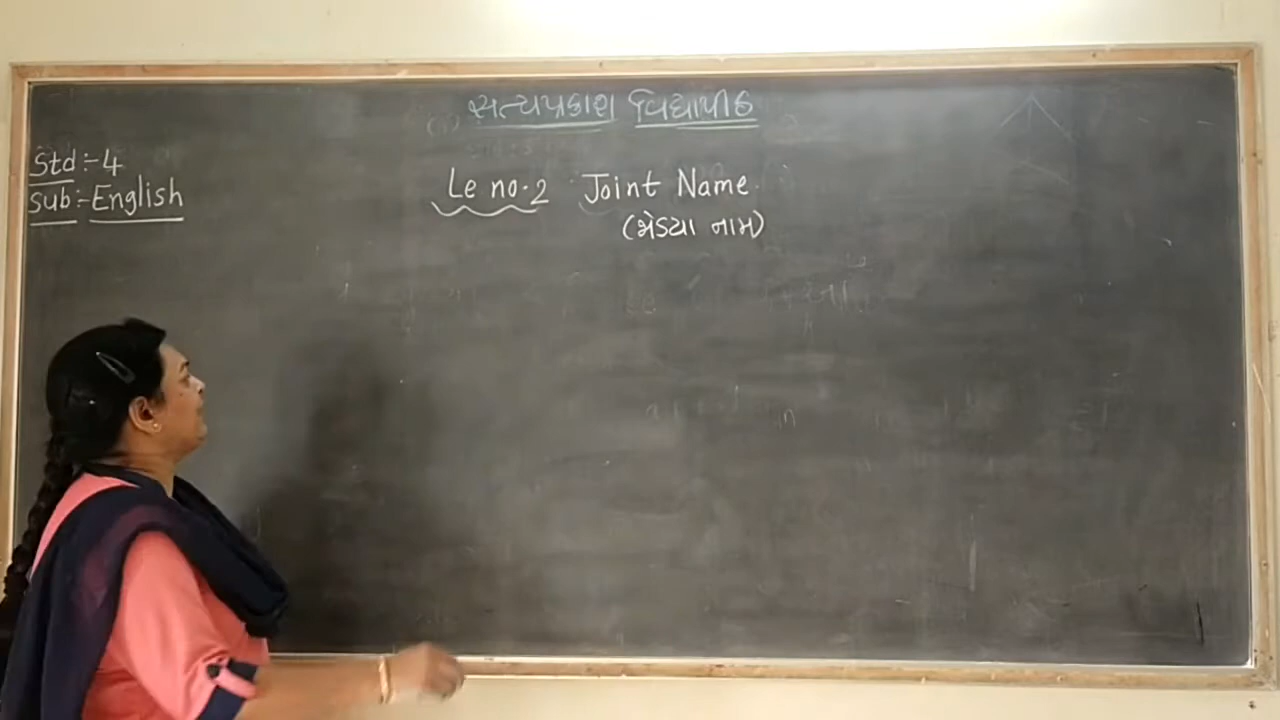 સત્યપ્રકાશ વિદ્યાપીઠ
Std :- 4
Sub :- English
Le no. 2 Joint Name.
(જોડ્યા નામ)